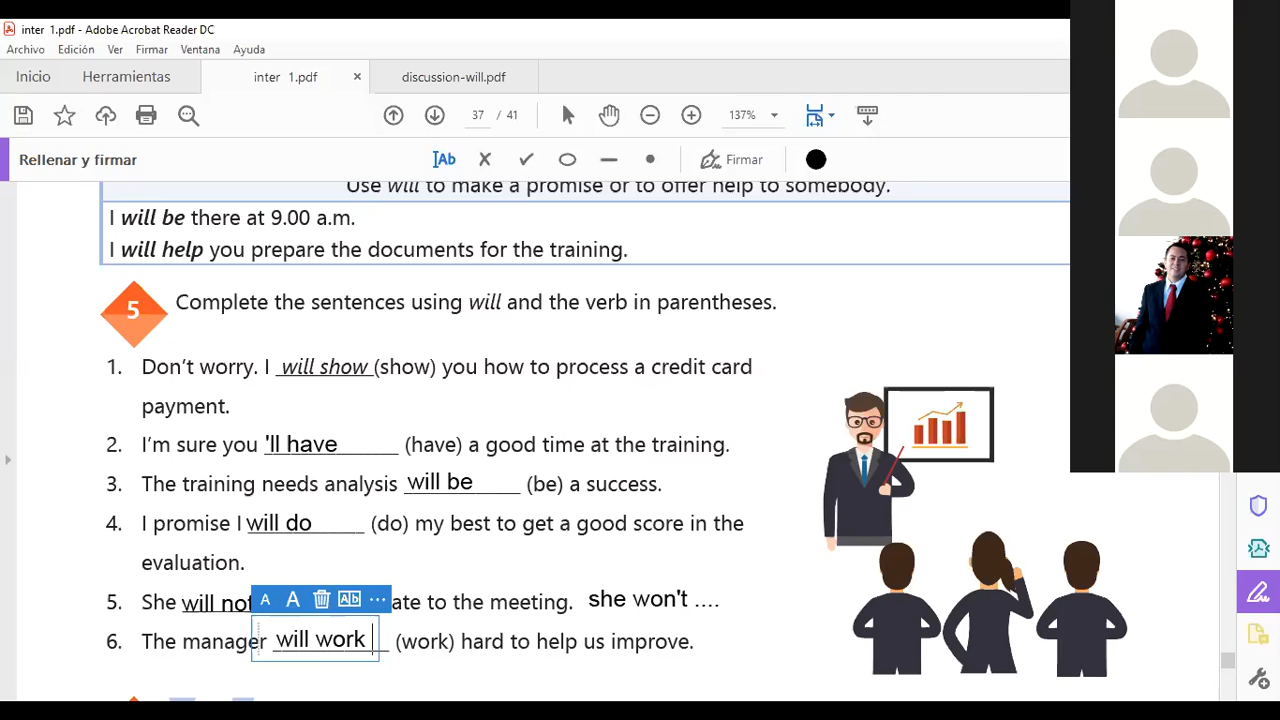 inter 1.pdf - Adobe Acrobat Reader DC
Archivo Edición Ver Firmar Ventana Ayuda
Inicio Herramientas inter 1.pdf × discussion-will.pdf
37 / 41 137%
Rellenar y firmar Ab Firmar
Use will to make a promise or to offer help to somebody.
I will be there at 9.00 a.m.
I will help you prepare the documents for the training.
5 Complete the sentences using will and the verb in parentheses.
1. Don't worry. I will show (show) you how to process a credit card
payment.
2. I'm sure you 'll have (have) a good time at the training.
3. The training needs analysis will be (be) a success.
4. I promise I will do (do) my best to get a good score in the
evaluation.
A A Ab ...
5. She will not ate to the meeting. she won't ....
6. The manager will work (work) hard to help us improve.